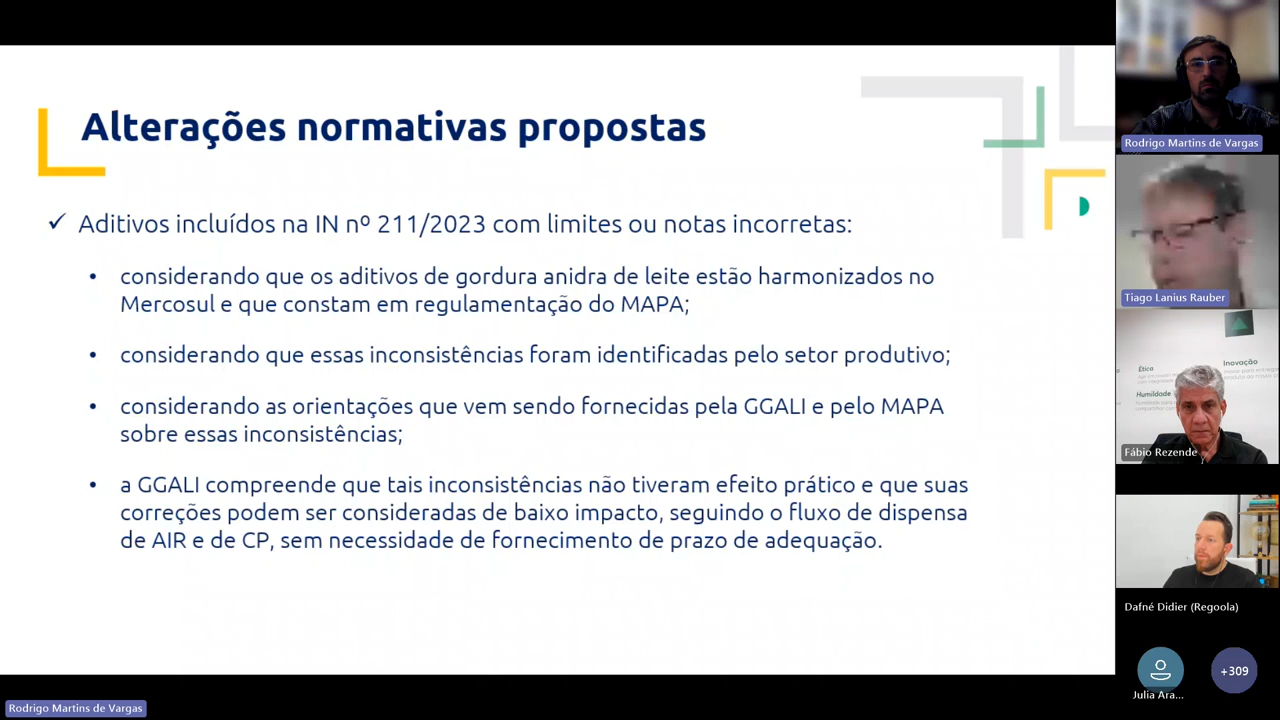 Alterações normativas propostas
✓ Aditivos incluídos na IN nº 211/2023 com limites ou notas incorretas:
• considerando que os aditivos de gordura anidra de leite estão harmonizados no
Mercosul e que constam em regulamentação do MAPA;
• considerando que essas inconsistências foram identificadas pelo setor produtivo;
• considerando as orientações que vem sendo fornecidas pela GGALI e pelo MAPA
sobre essas inconsistências;
• a GGALI compreende que tais inconsistências não tiveram efeito prático e que suas
correções podem ser consideradas de baixo impacto, seguindo o fluxo de dispensa
de AIR e de CP, sem necessidade de fornecimento de prazo de adequação.
Rodrigo Martins de Vargas
Tiago Lanius Rauber
Ética
Inovação
Humildade
Fábio Rezende
Dafné Didier (Regoola)
Julia Ara...
+309
Rodrigo Martins de Vargas